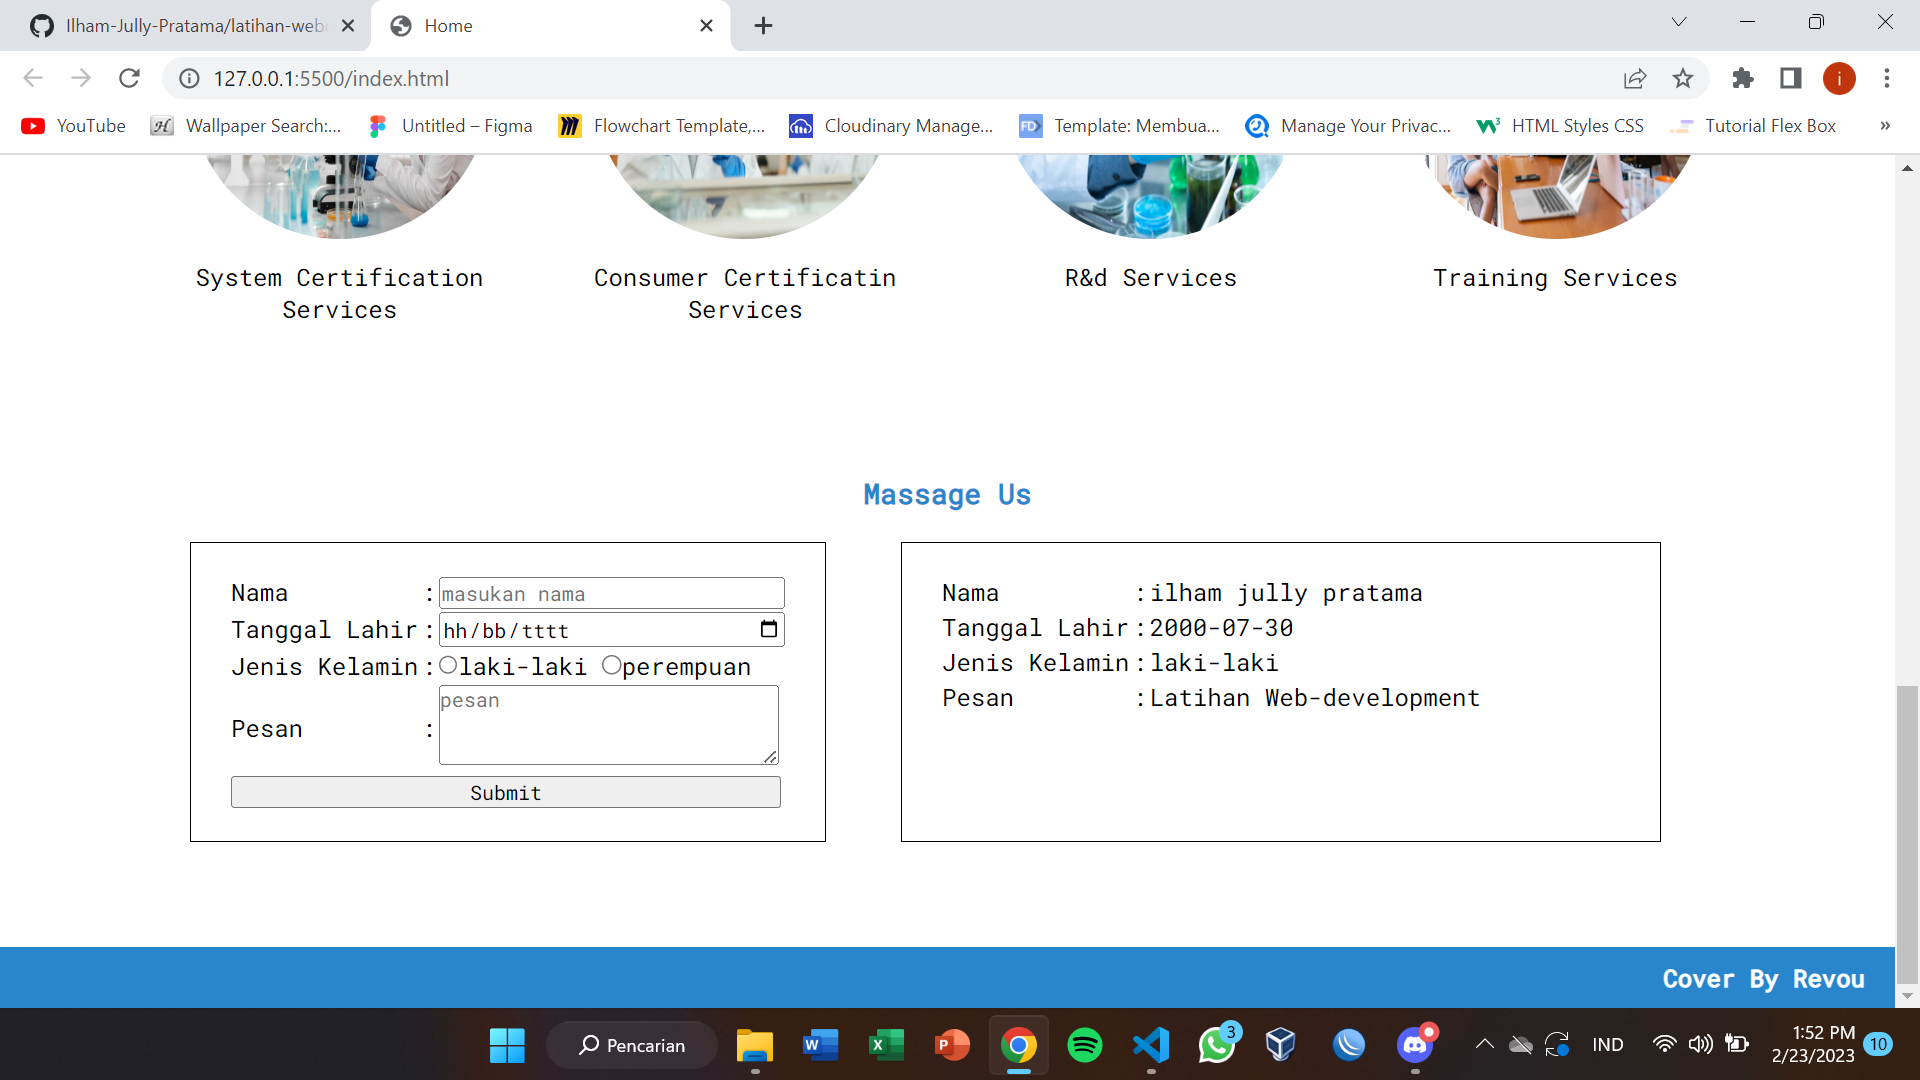 Ilham-Jully-Pratama/latihan-web
Home
127.0.0.1:5500/index.html
i
YouTube
Wallpaper Search:...
Untitled – Figma
Flowchart Template,...
Cloudinary Manage...
Template: Membua...
Manage Your Privac...
HTML Styles CSS
Tutorial Flex Box
»
System Certification
Services
Consumer Certificatin
Services
R&d Services
Training Services
Massage Us
Nama : masukan nama
Tanggal Lahir : hh/bb/tttt
Jenis Kelamin : laki-laki perempuan
Pesan : pesan
Submit
Nama :ilham jully pratama
Tanggal Lahir :2000-07-30
Jenis Kelamin :laki-laki
Pesan :Latihan Web-development
Cover By Revou
Pencarian
3
IND
1:52 PM
2/23/2023
10